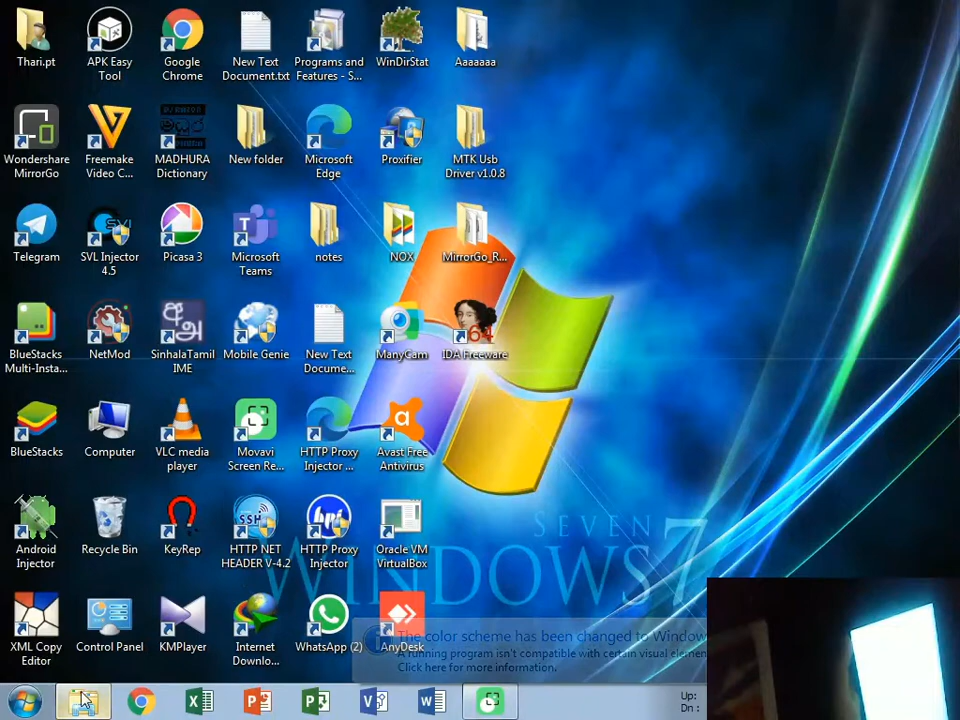 Thari.pt
APK Easy
Tool
Google
Chrome
New Text
Document.txt
Programs and
Features - S...
WinDirStat
Aaaaaaa
Wondershare
MirrorGo
Freemake
Video C...
MADHURA
Dictionary
New folder
Microsoft
Edge
Proxifier
MTK Usb
Driver v1.0.8
Telegram
SVL Injector
4.5
Picasa 3
Microsoft
Teams
notes
NOX
MirrorGo_R...
BlueStacks
Multi-Insta...
NetMod
SinhalaTamil
IME
Mobile Genie
New Text
Docume...
ManyCam
64
IDA Freeware
BlueStacks
Computer
VLC media
player
Movavi
Screen Re...
HTTP Proxy
Injector ...
Avast Free
Antivirus
Android
Injector
Recycle Bin
KeyRep
SSH
HTTP NET
HEADER V-4.2
hpi
HTTP Proxy
Injector
Oracle VM
VirtualBox
SEVEN
WINDOWS 7
XML Copy
Editor
Control Panel
KMPlayer
Internet
Downlo...
WhatsApp (2)
AnyDesk
The color scheme has been changed to Window
A running program isn't compatible with certain visual elemen
Click here for more information.
Up:
Dn :